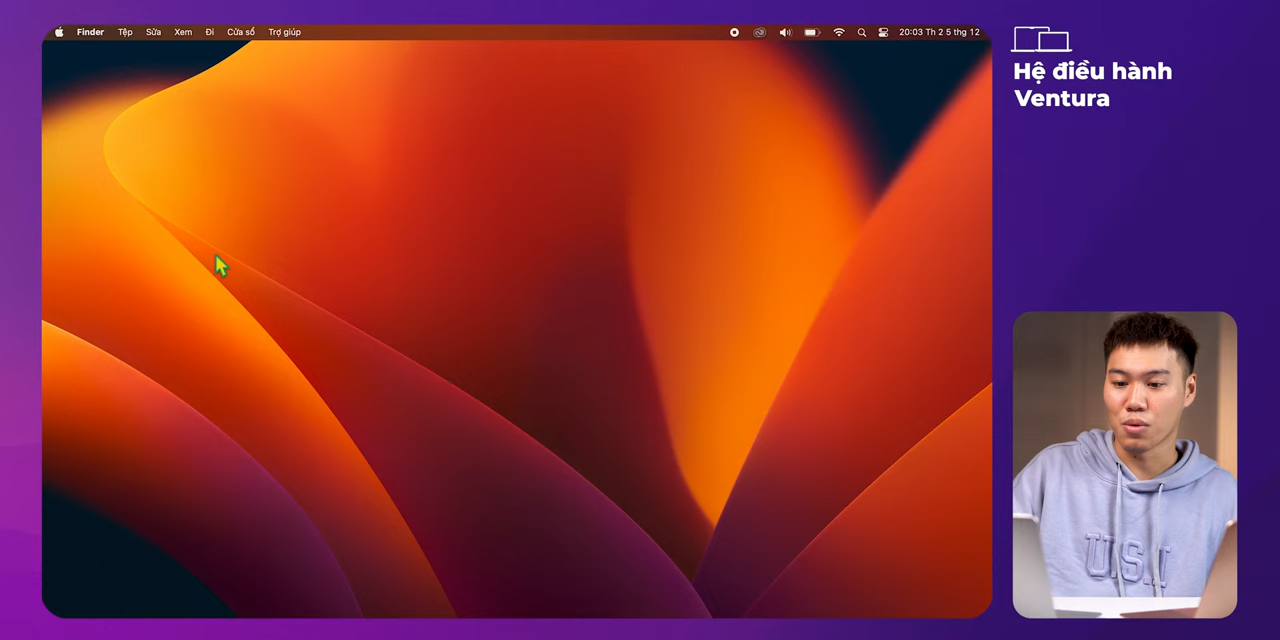 Finder Tệp Sửa Xem Đi Cửa sổ Trợ giúp 20:03 Th 2 5 thg 12
Hệ điều hành
Ventura
U.S.